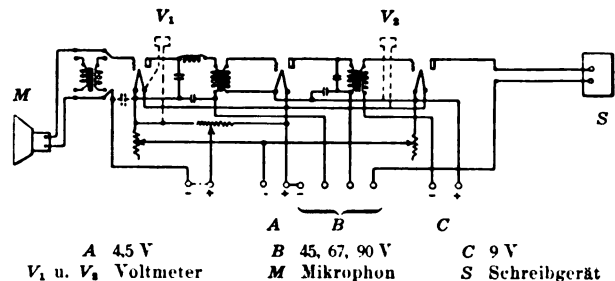 V₁ V₂
M
S
- + - + - - +
A B C
A 4,5 V B 45, 67, 90 V C 9 V
V₁ u. V₂ Voltmeter M Mikrophon S Schreibgerät